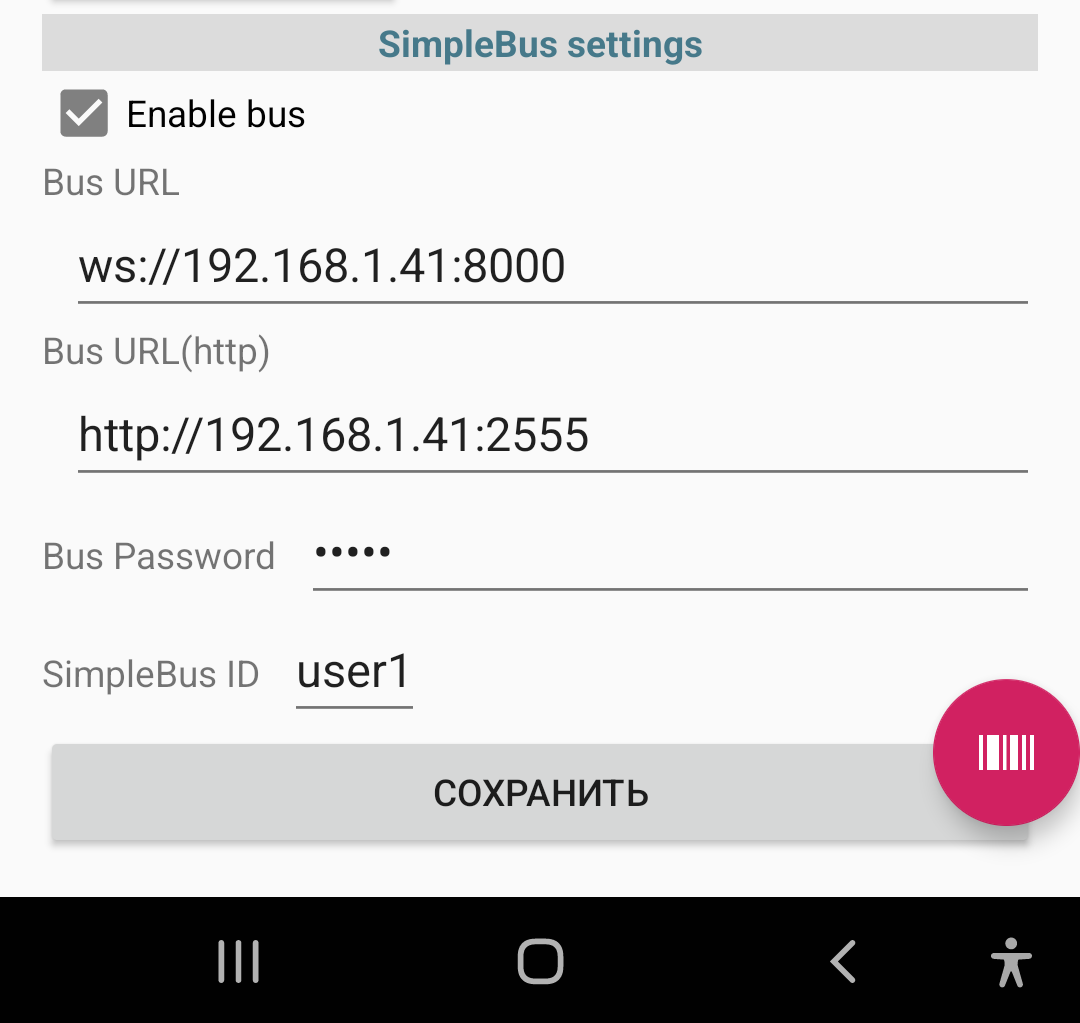 SimpleBus settings
Enable bus
Bus URL
ws://192.168.1.41:8000
Bus URL(http)
http://192.168.1.41:2555
Bus Password •••••
SimpleBus ID user1
СОХРАНИТЬ